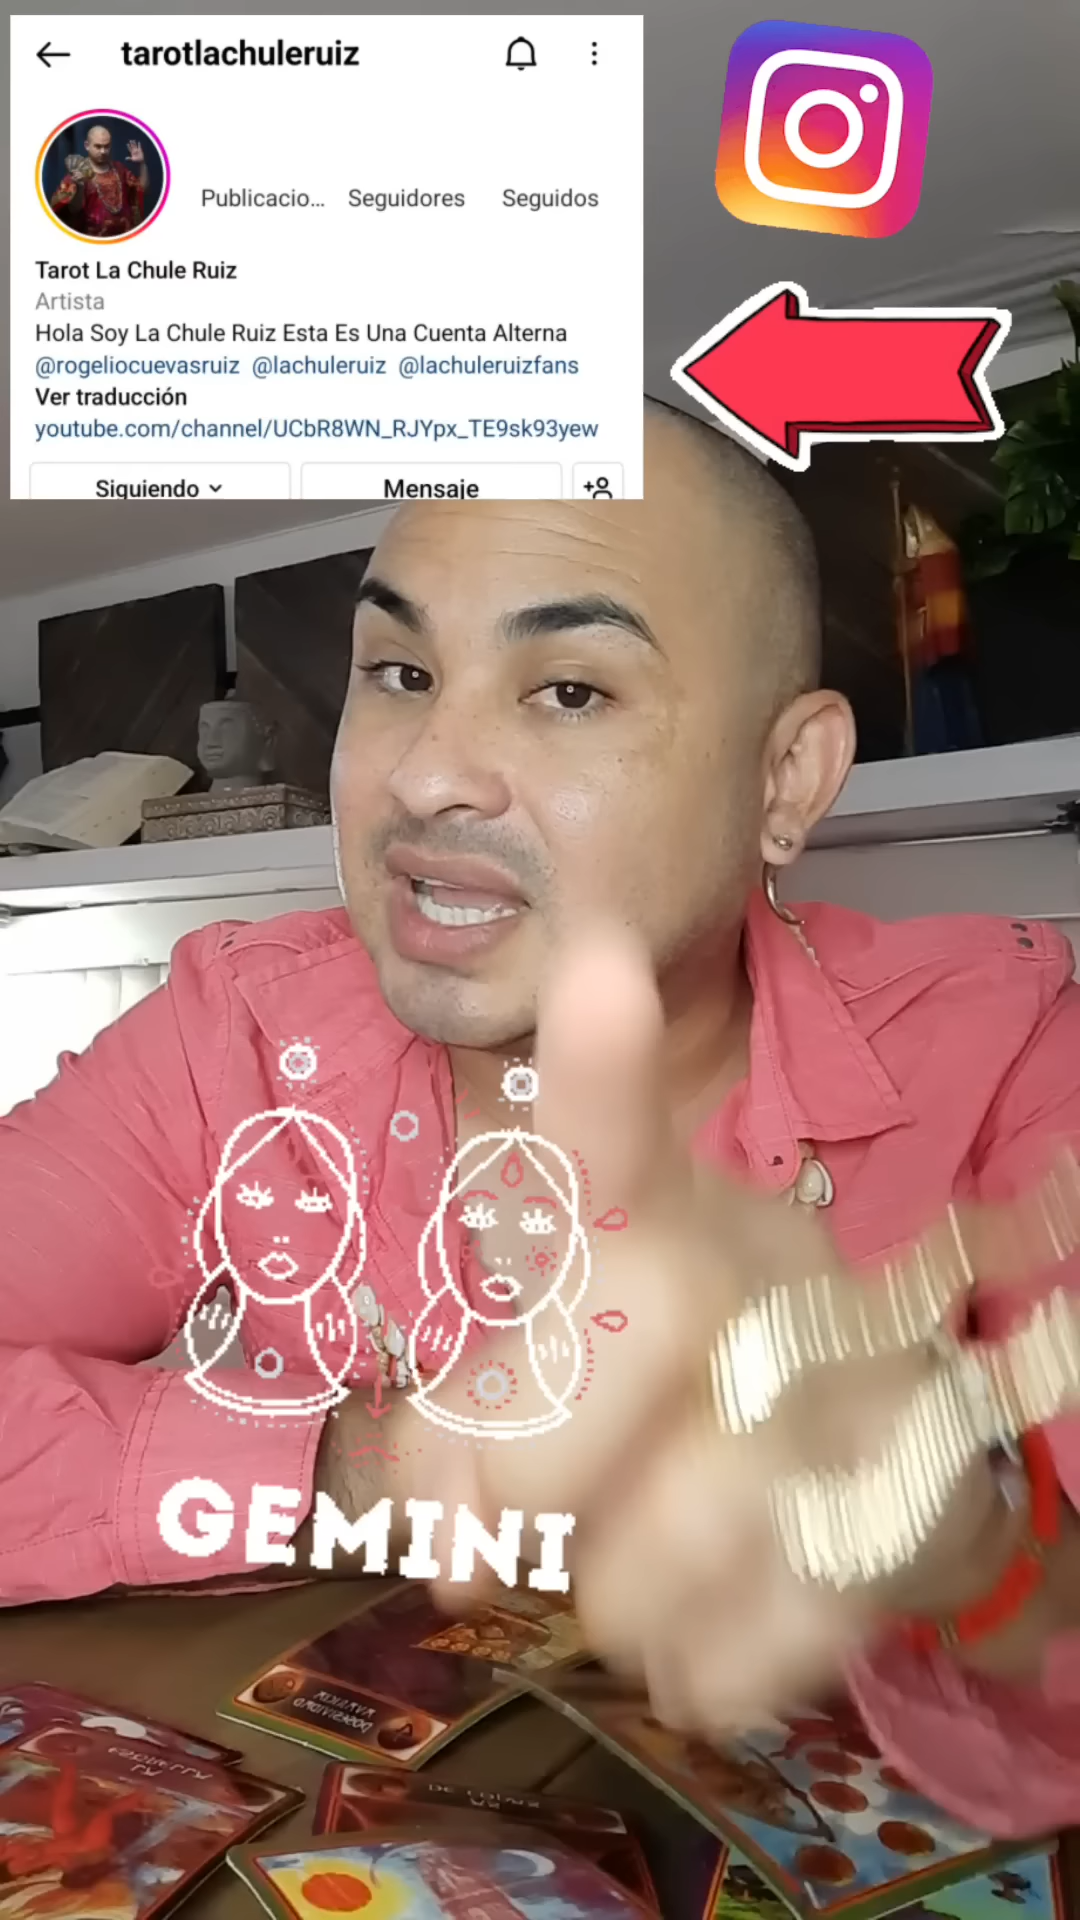 tarotlachuleruiz
Publicacio... Seguidores Seguidos
Tarot La Chule Ruiz
Artista
Hola Soy La Chule Ruiz Esta Es Una Cuenta Alterna
@rogeliocuevasruiz @lachuleruiz @lachuleruizfans
Ver traducción
youtube.com/channel/UCbR8WN_RJYpx_TE9sk93yew
Siguiendo Mensaje
GEMINI